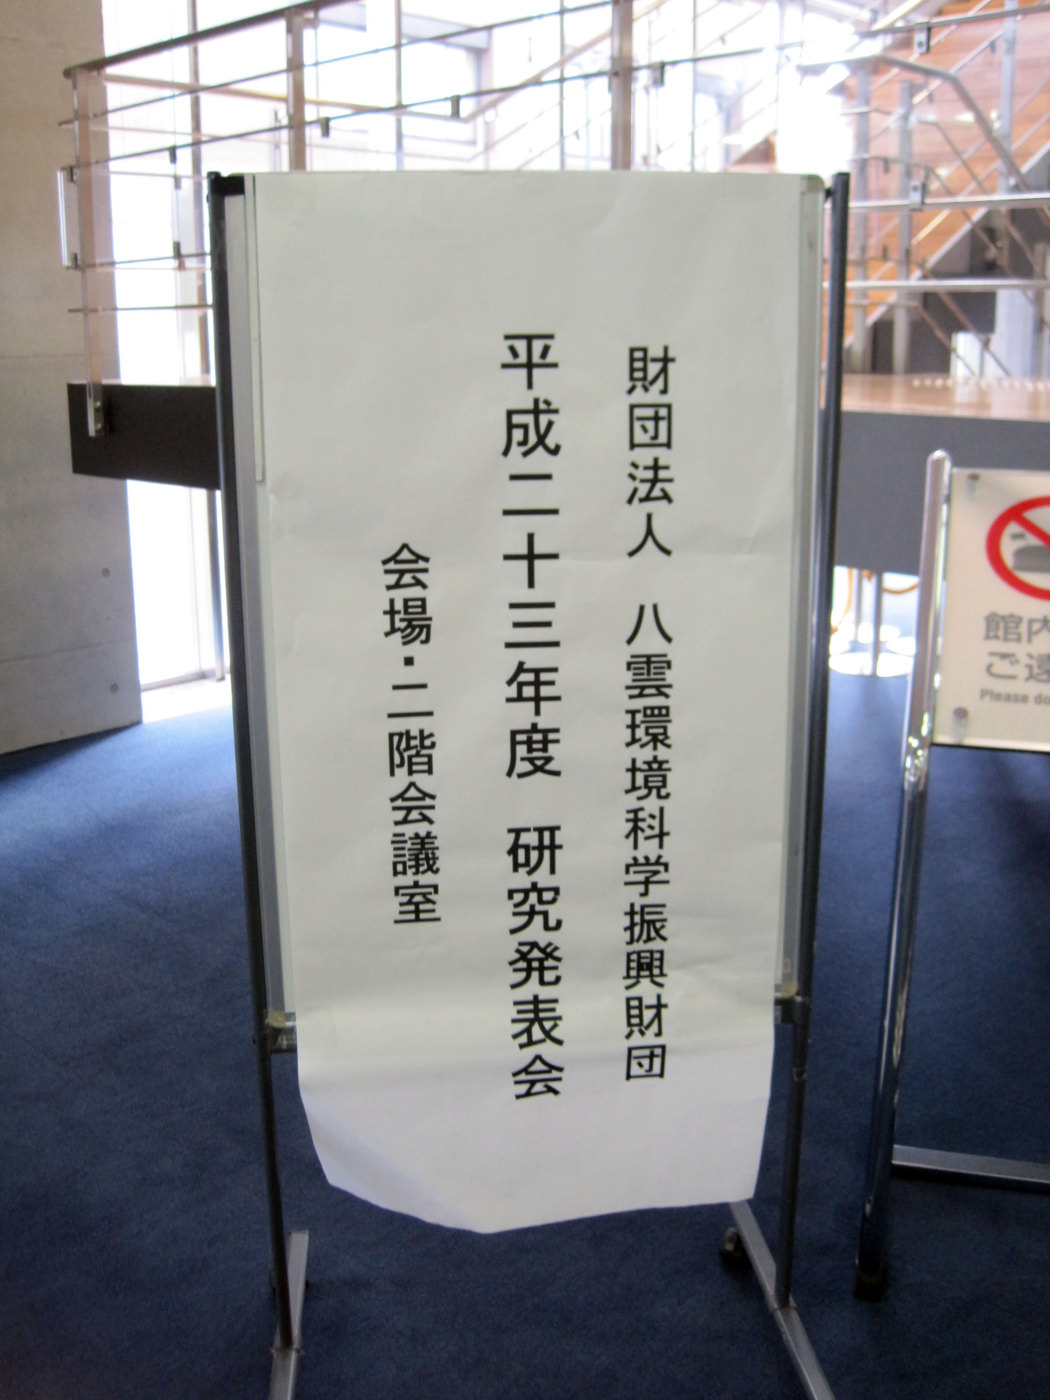 財団法人 八雲環境科学振興財団
平成二十三年度 研究発表会
会場・二階会議室
館内
ご遠
Please do